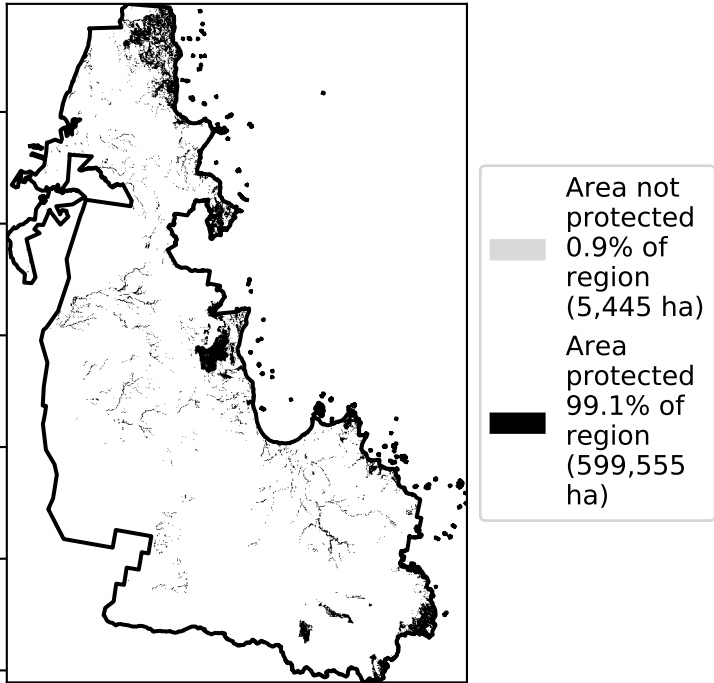 Area not
protected
0.9% of
region
(5,445 ha)
Area
protected
99.1% of
region
(599,555
ha)